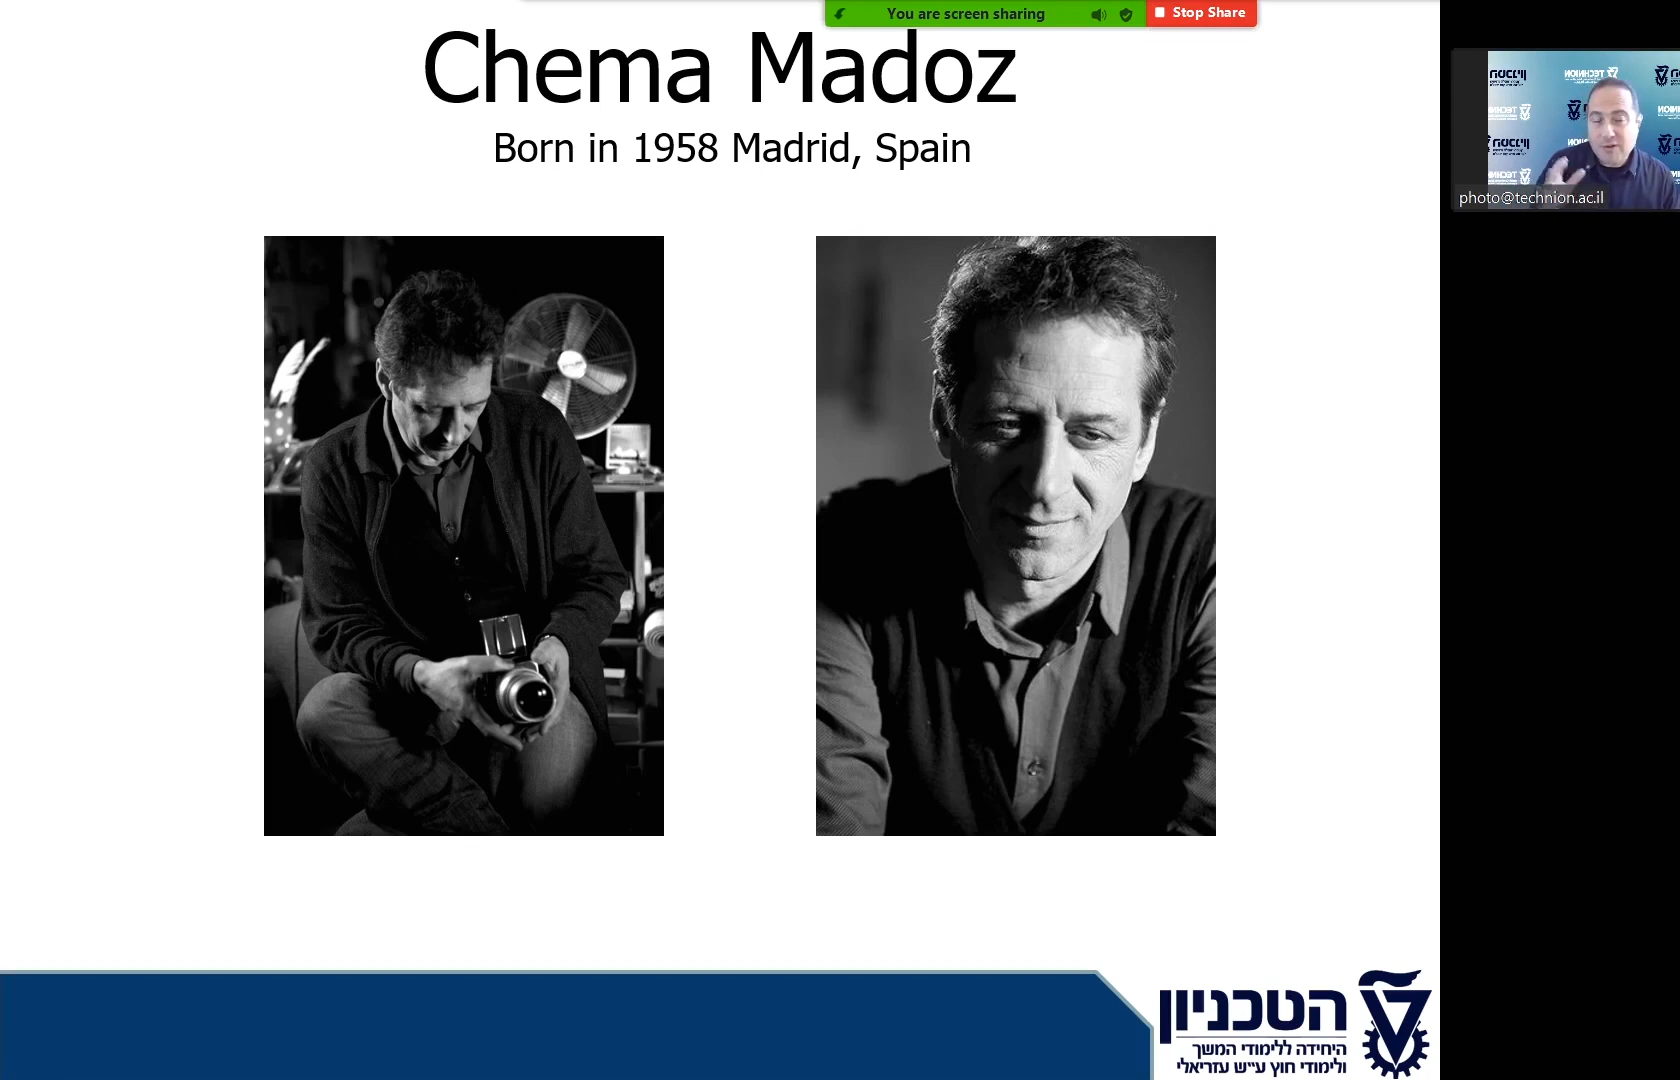 You are screen sharing
Stop Share
Chema Madoz
Born in 1958 Madrid, Spain
TECHNION
photo@technion.ac.il
הטכניון
היחידה ללימודי המשך
ולימודי חוץ ע״ש עזריאלי